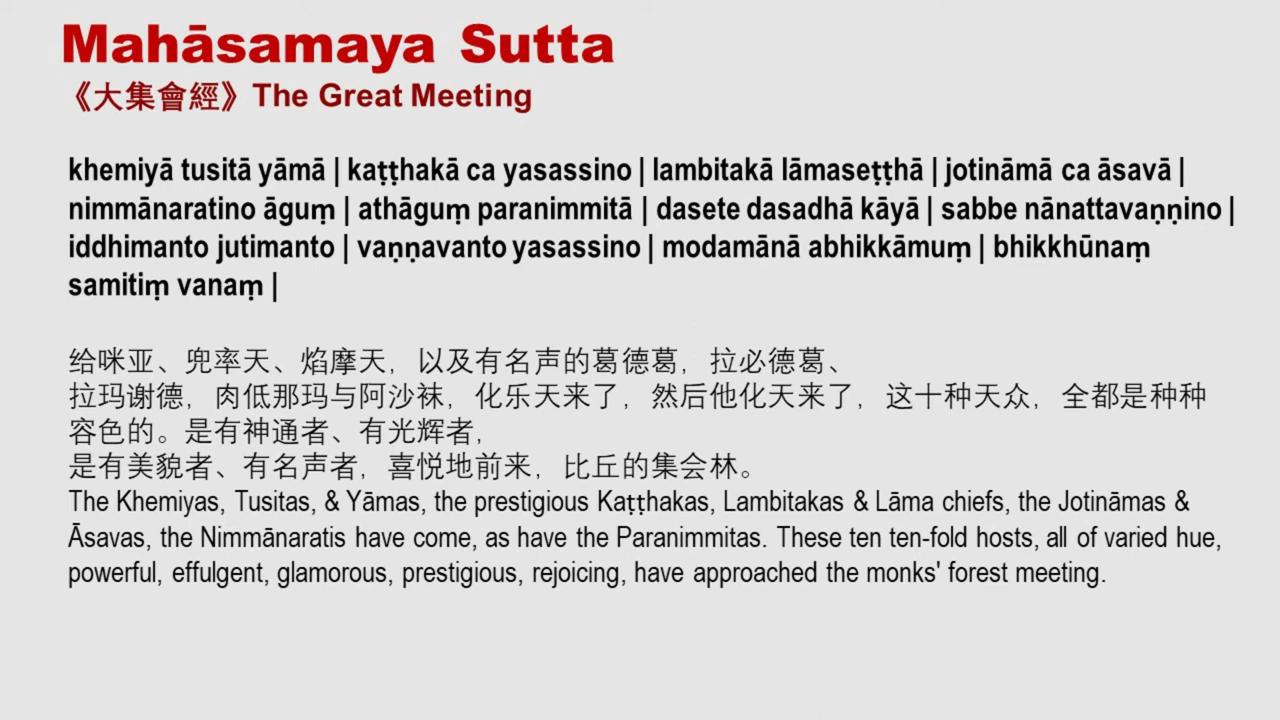 Mahāsamaya Sutta
《大集會經》The Great Meeting
khemiyā tusitā yāmā | kaṭṭhakā ca yasassino | lambitakā lāmaseṭṭhā | jotināmā ca āsavā |
nimmānaratino āguṃ | athāguṃ paranimmitā | dasete dasadhā kāyā | sabbe nānattavaṇṇino |
iddhimanto jutimanto | vaṇṇavanto yasassino | modamānā abhikkāmuṃ | bhikkhūnaṃ
samitiṃ vanaṃ |
给咪亚、兜率天、焰摩天，以及有名声的葛德葛，拉必德葛、
拉玛谢德，肉低那玛与阿沙袜，化乐天来了，然后他化天来了，这十种天众，全都是种种
容色的。是有神通者、有光辉者，
是有美貌者、有名声者，喜悦地前来，比丘的集会林。
The Khemiyas, Tusitas, & Yāmas, the prestigious Kaṭṭhakas, Lambitakas & Lāma chiefs, the Jotināmas &
Āsavas, the Nimmānaratis have come, as have the Paranimmitas. These ten ten-fold hosts, all of varied hue,
powerful, effulgent, glamorous, prestigious, rejoicing, have approached the monks' forest meeting.